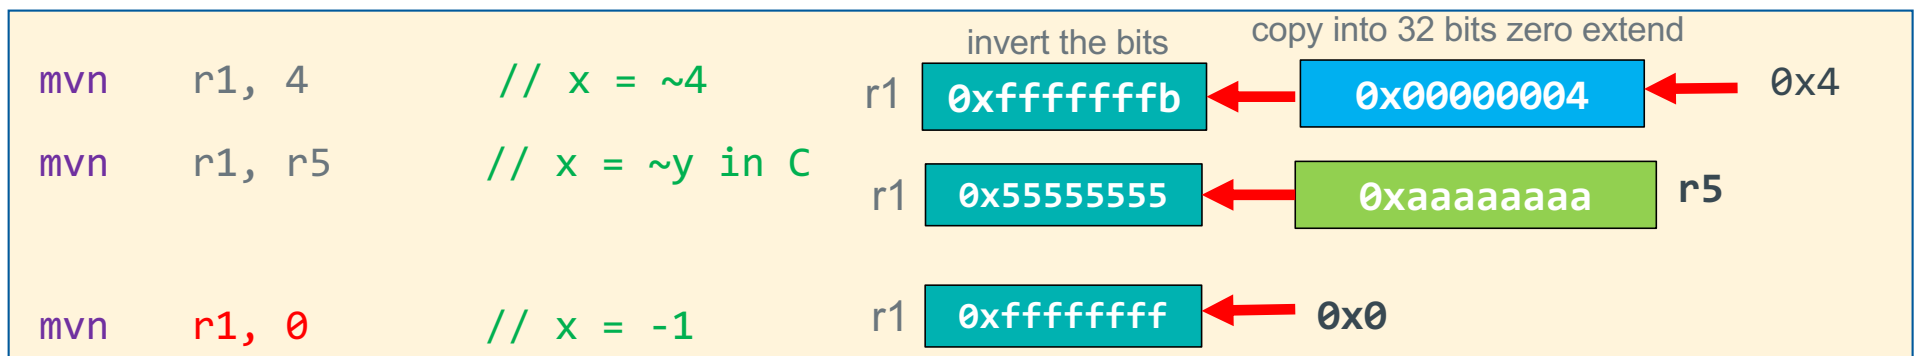 invert the bits copy into 32 bits zero extend
mvn r1, 4 // x = ~4 r1 0xfffffffb 0x00000004 0x4
mvn r1, r5 // x = ~y in C r1 0x55555555 0xaaaaaaaa r5
mvn r1, 0 // x = -1 r1 0xffffffff 0x0